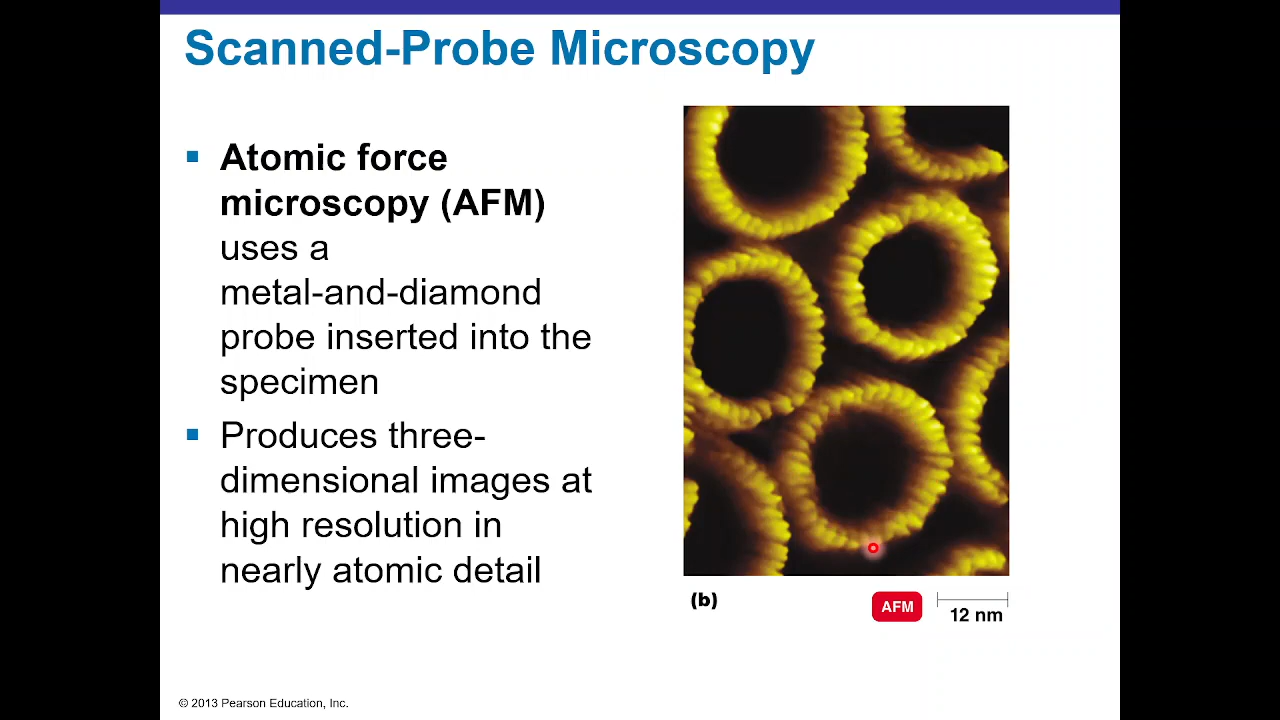 Scanned-Probe Microscopy
▪ Atomic force
microscopy (AFM)
uses a
metal-and-diamond
probe inserted into the
specimen
▪ Produces three-
dimensional images at
high resolution in
nearly atomic detail
(b)
AFM
12 nm
© 2013 Pearson Education, Inc.